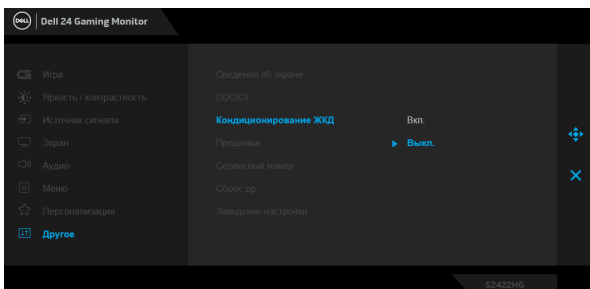 DELL Dell 24 Gaming Monitor
Игра
Яркость / контрастность
Источник сигнала
Экран
Аудио
Меню
Персонализация
Другое
Сведения об экране
DDC/CI
Кондиционирование ЖКД
Прошивка
Сервисный номер
Сброс др.
Заводские настройки
Вкл.
Выкл.
S2422HG